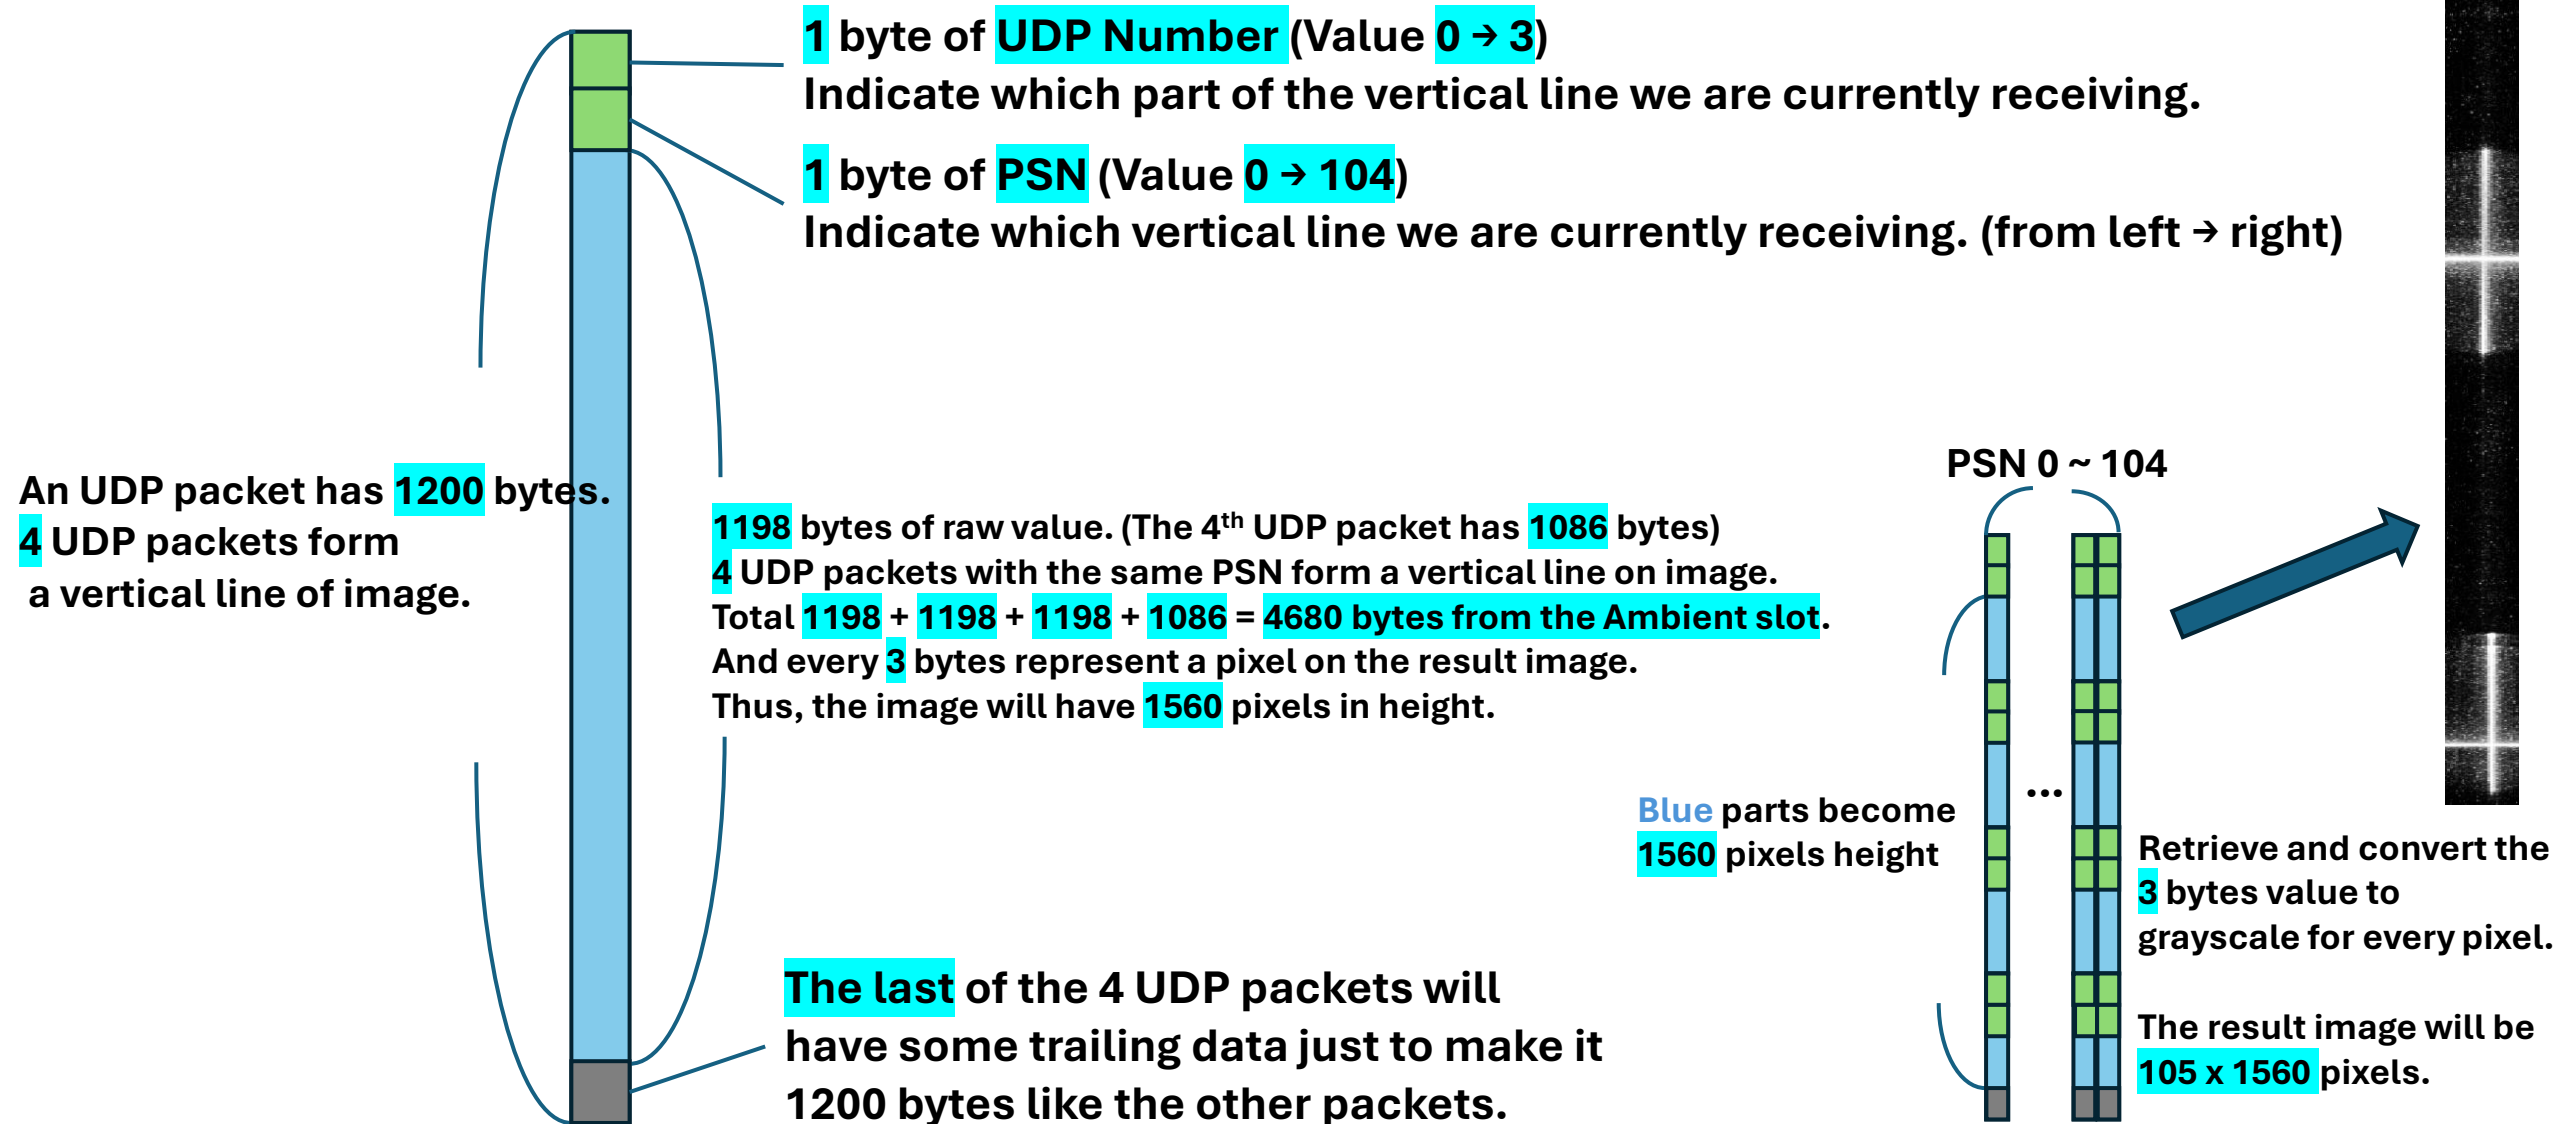 1 byte of UDP Number (Value 0 → 3)
Indicate which part of the vertical line we are currently receiving.
1 byte of PSN (Value 0 → 104)
Indicate which vertical line we are currently receiving. (from left → right)
An UDP packet has 1200 bytes.
4 UDP packets form
a vertical line of image.
1198 bytes of raw value. (The 4th UDP packet has 1086 bytes)
4 UDP packets with the same PSN form a vertical line on image.
Total 1198 + 1198 + 1198 + 1086 = 4680 bytes from the Ambient slot.
And every 3 bytes represent a pixel on the result image.
Thus, the image will have 1560 pixels in height.
The last of the 4 UDP packets will
have some trailing data just to make it
1200 bytes like the other packets.
PSN 0 ~ 104
...
Blue parts become
1560 pixels height
Retrieve and convert the
3 bytes value to
grayscale for every pixel.
The result image will be
105 x 1560 pixels.